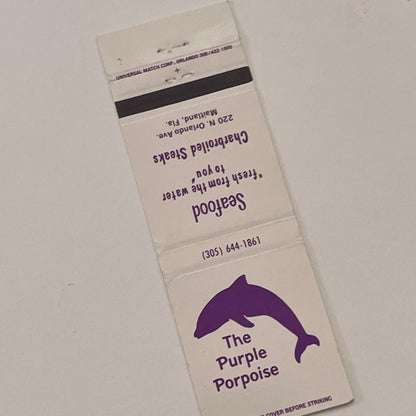 UNIVERSAL MATCH CORP., ORLANDO 305/422-1900
Seafood
"fresh from the water
to you"
Charbroiled Steaks
220 N. Orlando Ave.
Maitland, Fla.
(305) 644-1861
The
Purple
Porpoise
COVER BEFORE STRIKING